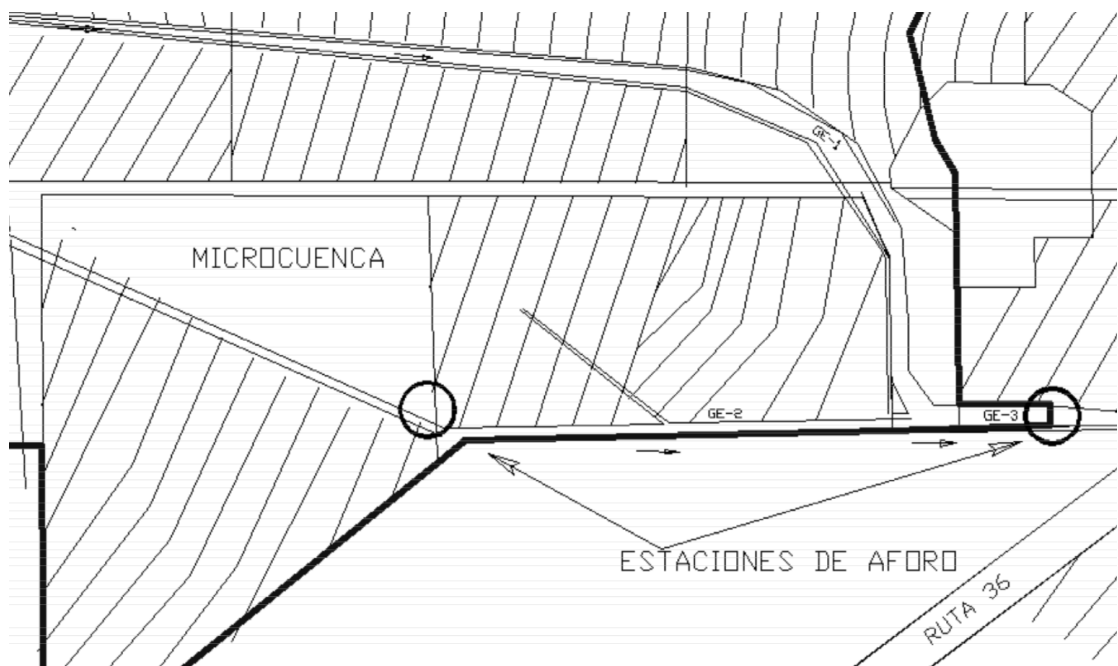 GE-1
MICROCUENCA
GE-2
GE-3
ESTACIONES DE AFORO
RUTA 36